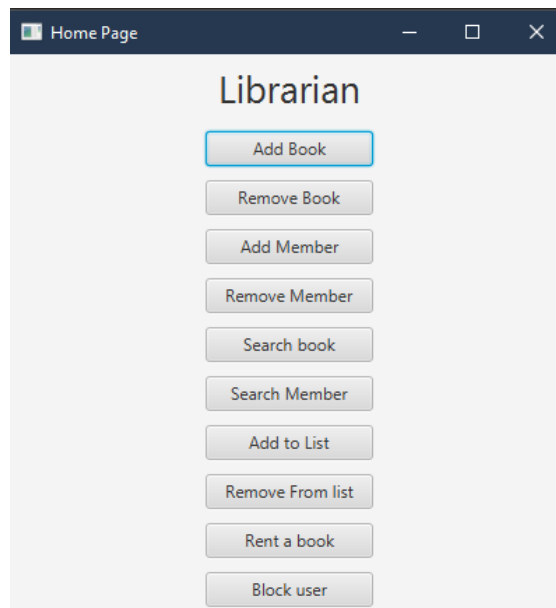 Home Page
Librarian
Add Book
Remove Book
Add Member
Remove Member
Search book
Search Member
Add to List
Remove From list
Rent a book
Block user